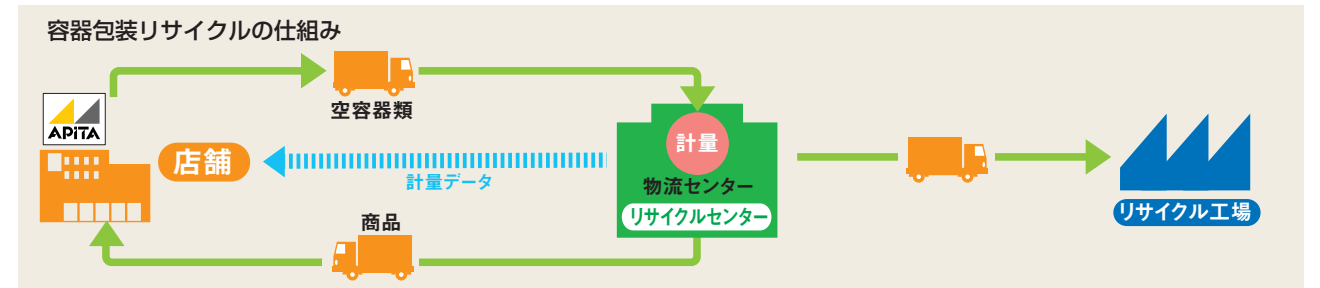 容器包装リサイクルの仕組み
APiTA
空容器類
店舗
計量データ
計量
物流センター
リサイクルセンター
リサイクル工場
商品